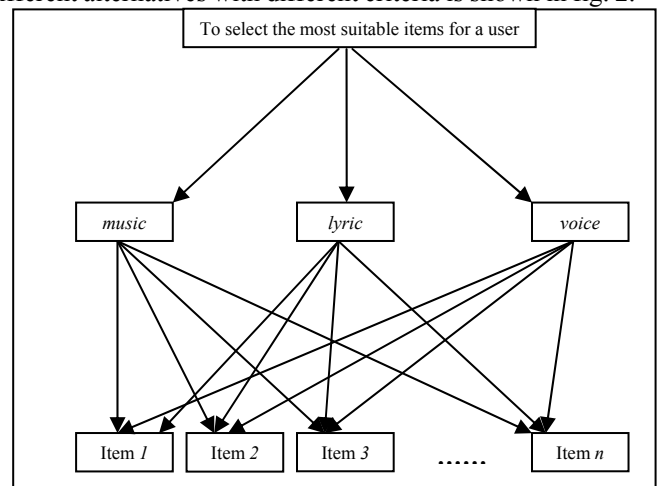 different alternatives with different criteria is shown in fig. 2.
To select the most suitable items for a user
music lyric voice
Item 1 Item 2 Item 3 ...... Item n